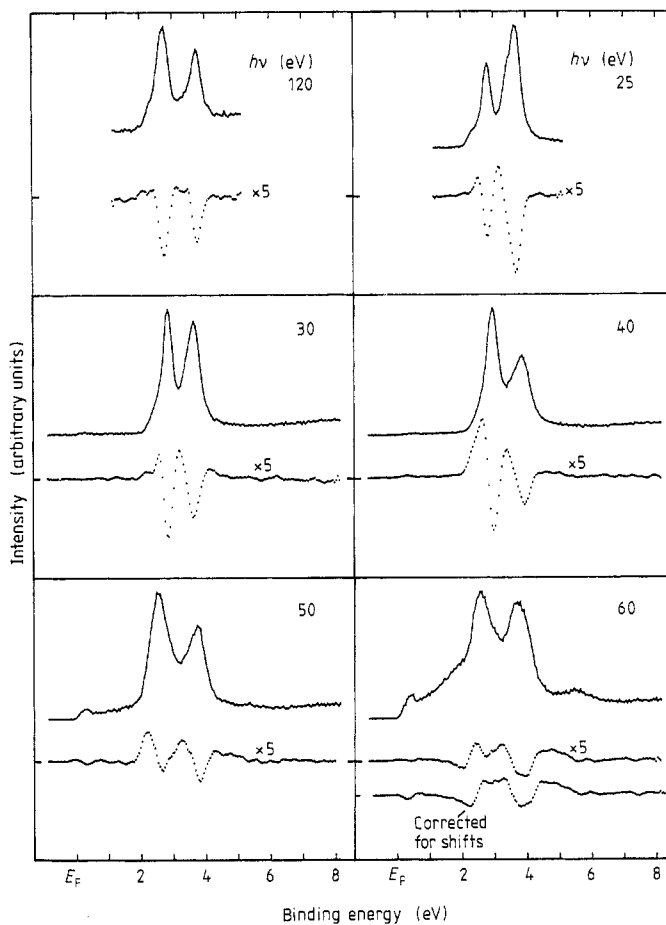 hν (eV)
120
×5
hν (eV)
25
×5
30
×5
40
×5
50
×5
60
×5
Corrected
for shifts
Intensity (arbitrary units)
E_F 2 4 6 8
E_F 2 4 6 8
Binding energy (eV)